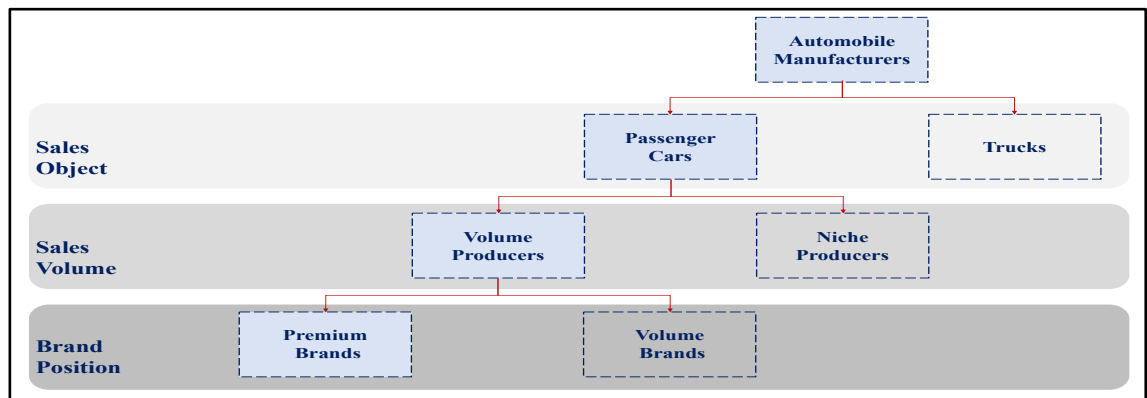 Automobile
Manufacturers
Sales
Object
Passenger
Cars
Trucks
Sales
Volume
Volume
Producers
Niche
Producers
Brand
Position
Premium
Brands
Volume
Brands